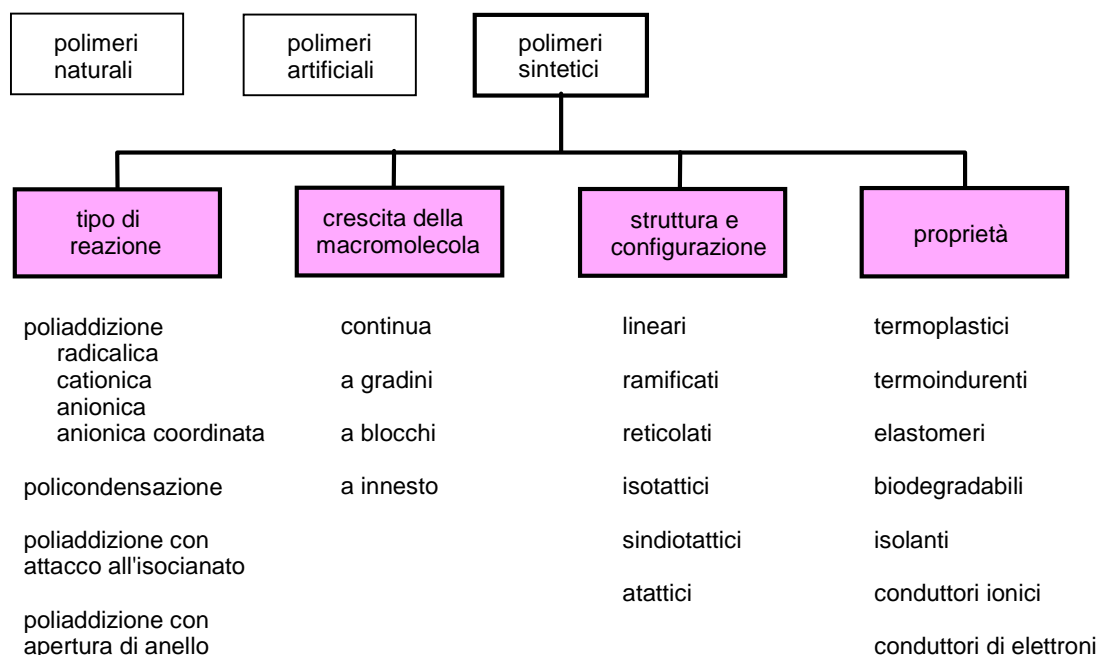 polimeri
naturali
polimeri
artificiali
polimeri
sintetici
tipo di
reazione
crescita della
macromolecola
struttura e
configurazione
proprietà
poliaddizione
radicalica
cationica
anionica
anionica coordinata
policondensazione
poliaddizione con
attacco all'isocianato
poliaddizione con
apertura di anello
continua
a gradini
a blocchi
a innesto
lineari
ramificati
reticolati
isotattici
sindiotattici
atattici
termoplastici
termoindurenti
elastomeri
biodegradabili
isolanti
conduttori ionici
conduttori di elettroni